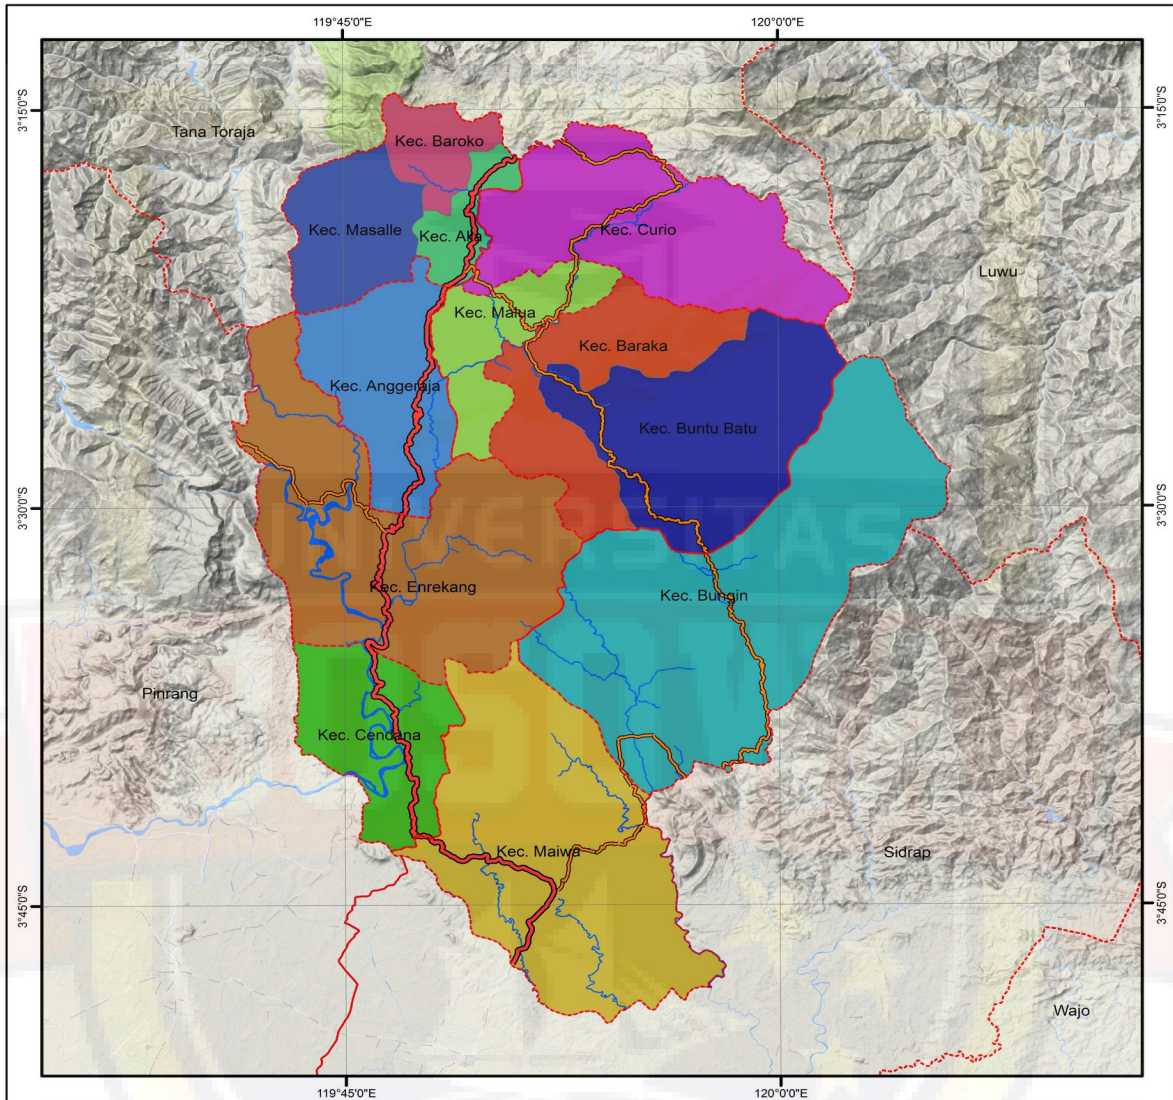 119°45'0"E
120°0'0"E
3°15'0"S
3°15'0"S
Tana Toraja
Kec. Baroko
Kec. Masalle
Kec. Alla
Kec. Curio
Luwu
Kec. Malua
Kec. Baraka
Kec. Anggeraja
Kec. Buntu Batu
3°30'0"S
3°30'0"S
UNIVERSITAS
Kec. Enrekang
Kec. Bungin
BOSOWA
Pinrang
Kec. Cendana
Kec. Maiwa
Sidrap
3°45'0"S
3°45'0"S
Wajo
119°45'0"E
120°0'0"E